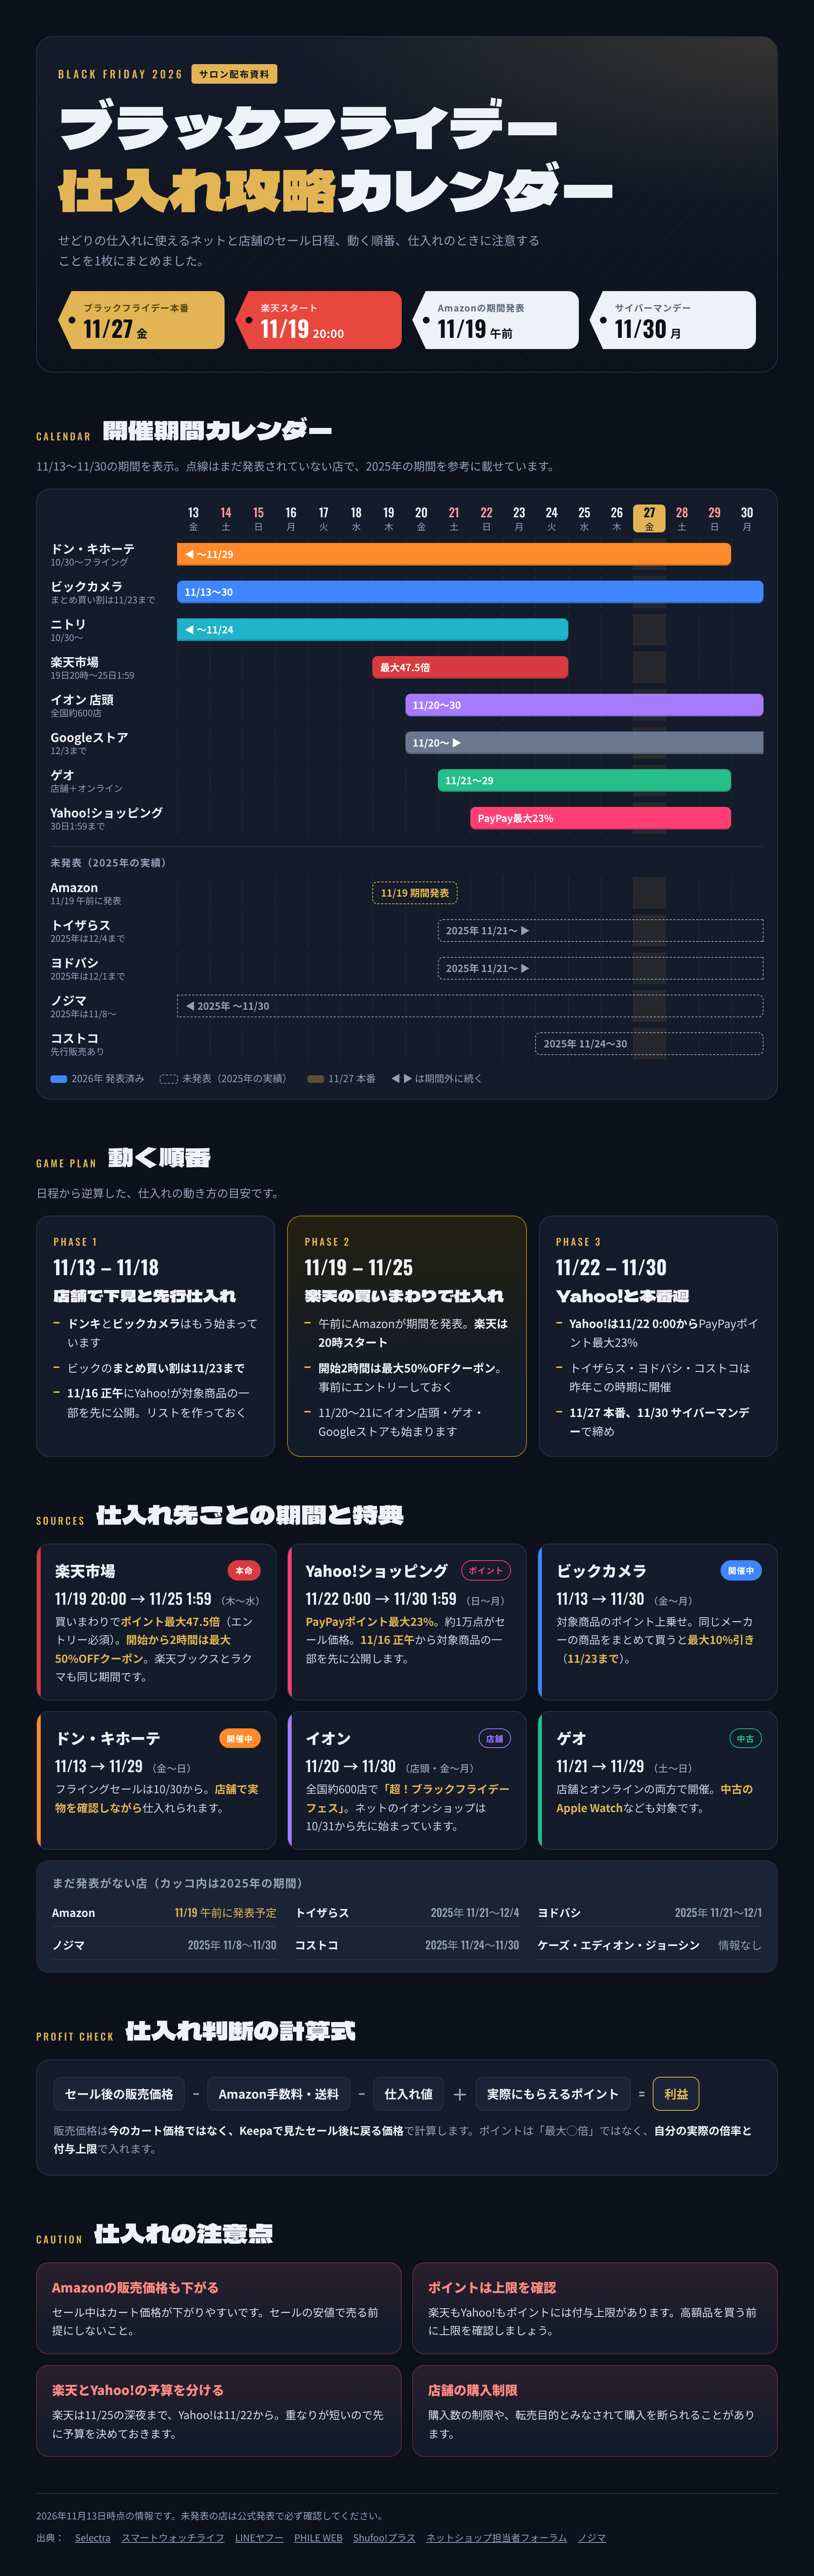 BLACK FRIDAY 2026 サロン配布資料
ブラックフライデー
仕入れ攻略カレンダー
せどりの仕入れに使えるネットと店舗のセール日程、動く順番、仕入れのときに注意する
ことを1枚にまとめました。
ブラックフライデー本番
11/27 金
楽天スタート
11/19 20:00
Amazonの期間発表
11/19 午前
サイバーマンデー
11/30 月
CALENDAR 開催期間カレンダー
11/13〜11/30の期間を表示。点線はまだ発表されていない店で、2025年の期間を参考に載せています。
13 14 15 16 17 18 19 20 21 22 23 24 25 26 27 28 29 30
金 土 日 月 火 水 木 金 土 日 月 火 水 木 金 土 日 月
ドン・キホーテ
10/30〜フライング
◀ 〜11/29
ビックカメラ
まとめ買い割は11/23まで
11/13〜30
ニトリ
10/30〜
◀ 〜11/24
楽天市場
19日20時〜25日1:59
最大47.5倍
イオン 店頭
全国約600店
11/20〜30
Googleストア
12/3まで
11/20〜 ▶
ゲオ
店舗＋オンライン
11/21〜29
Yahoo!ショッピング
30日1:59まで
PayPay最大23%
未発表（2025年の実績）
Amazon
11/19 午前に発表
11/19 期間発表
トイザらス
2025年は12/4まで
2025年 11/21〜 ▶
ヨドバシ
2025年は12/1まで
2025年 11/21〜 ▶
ノジマ
2025年は11/8〜
◀ 2025年 〜11/30
コストコ
先行販売あり
2025年 11/24〜11/30
2026年 発表済み 未発表（2025年の実績） 11/27 本番 ◀ ▶ は期間外に続く
GAME PLAN 動く順番
日程から逆算した、仕入れの動き方の目安です。
PHASE 1
11/13 – 11/18
店舗で下見と先行仕入れ
ドンキとビックカメラはもう始まって
います
ビックのまとめ買い割は11/23まで
11/16 正午にYahoo!が対象商品の一
部を先に公開。リストを作っておく
PHASE 2
11/19 – 11/25
楽天の買いまわりで仕入れ
午前にAmazonが期間を発表。楽天は
20時スタート
開始2時間は最大50%OFFクーポン。
事前にエントリーしておく
11/20〜21にイオン店頭・ゲオ・
Googleストアも始まります
PHASE 3
11/22 – 11/30
Yahoo!と本番週
Yahoo!は11/22 0:00からPayPayポイ
ント最大23%
トイザらス・ヨドバシ・コストコは
昨年この時期に開催
11/27 本番、11/30 サイバーマンデ
ーで締め
SOURCES 仕入れ先ごとの期間と特典
楽天市場 本命
11/19 20:00 → 11/25 1:59 （木〜水）
買いまわりでポイント最大47.5倍（エン
トリー必須）。開始から2時間は最大
50%OFFクーポン。楽天ブックスとラク
マも同じ期間です。
Yahoo!ショッピング ポイント
11/22 0:00 → 11/30 1:59 （日〜月）
PayPayポイント最大23%。約1万点がセ
ール価格。11/16 正午から対象商品の一
部を先に公開します。
ビックカメラ 開催中
11/13 → 11/30 （金〜月）
対象商品のポイント上乗せ。同じメーカ
ーの商品をまとめて買うと最大10%引き
（11/23まで）。
ドン・キホーテ 開催中
11/13 → 11/29 （金〜日）
フライングセールは10/30から。店舗で実
物を確認しながら仕入れられます。
イオン 店舗
11/20 → 11/30 （店頭・金〜月）
全国約600店で「超！ブラックフライデー
フェス」。ネットのイオンショップは
10/31から先に始まっています。
ゲオ 中古
11/21 → 11/29 （土〜日）
店舗とオンラインの両方で開催。中古の
Apple Watchなども対象です。
まだ発表がない店（カッコ内は2025年の期間）
Amazon 11/19 午前に発表予定
トイザらス 2025年 11/21〜12/4
ヨドバシ 2025年 11/21〜12/1
ノジマ 2025年 11/8〜11/30
コストコ 2025年 11/24〜11/30
ケーズ・エディオン・ジョーシン 情報なし
PROFIT CHECK 仕入れ判断の計算式
セール後の販売価格 − Amazon手数料・送料 − 仕入れ値 ＋ 実際にもらえるポイント = 利益
販売価格は今のカート価格ではなく、Keepaで見たセール後に戻る価格で計算します。ポイントは「最大◯倍」ではなく、自分の実際の倍率と
付与上限で入れます。
CAUTION 仕入れの注意点
Amazonの販売価格も下がる
セール中はカート価格が下がりやすいです。セールの安値で売る前
提にしないこと。
ポイントは上限を確認
楽天もYahoo!もポイントには付与上限があります。高額品を買う前
に上限を確認しましょう。
楽天とYahoo!の予算を分ける
楽天は11/25の深夜まで、Yahoo!は11/22から。重なりが短いので先
に予算を決めておきます。
店舗の購入制限
購入数の制限や、転売目的とみなされて購入を断られることがあり
ます。
2026年11月13日時点の情報です。未発表の店は公式発表で必ず確認してください。
出典： Selectra スマートウォッチライフ LINEヤフー PHILE WEB Shufoo!プラス ネットショップ担当者フォーラム ノジマ